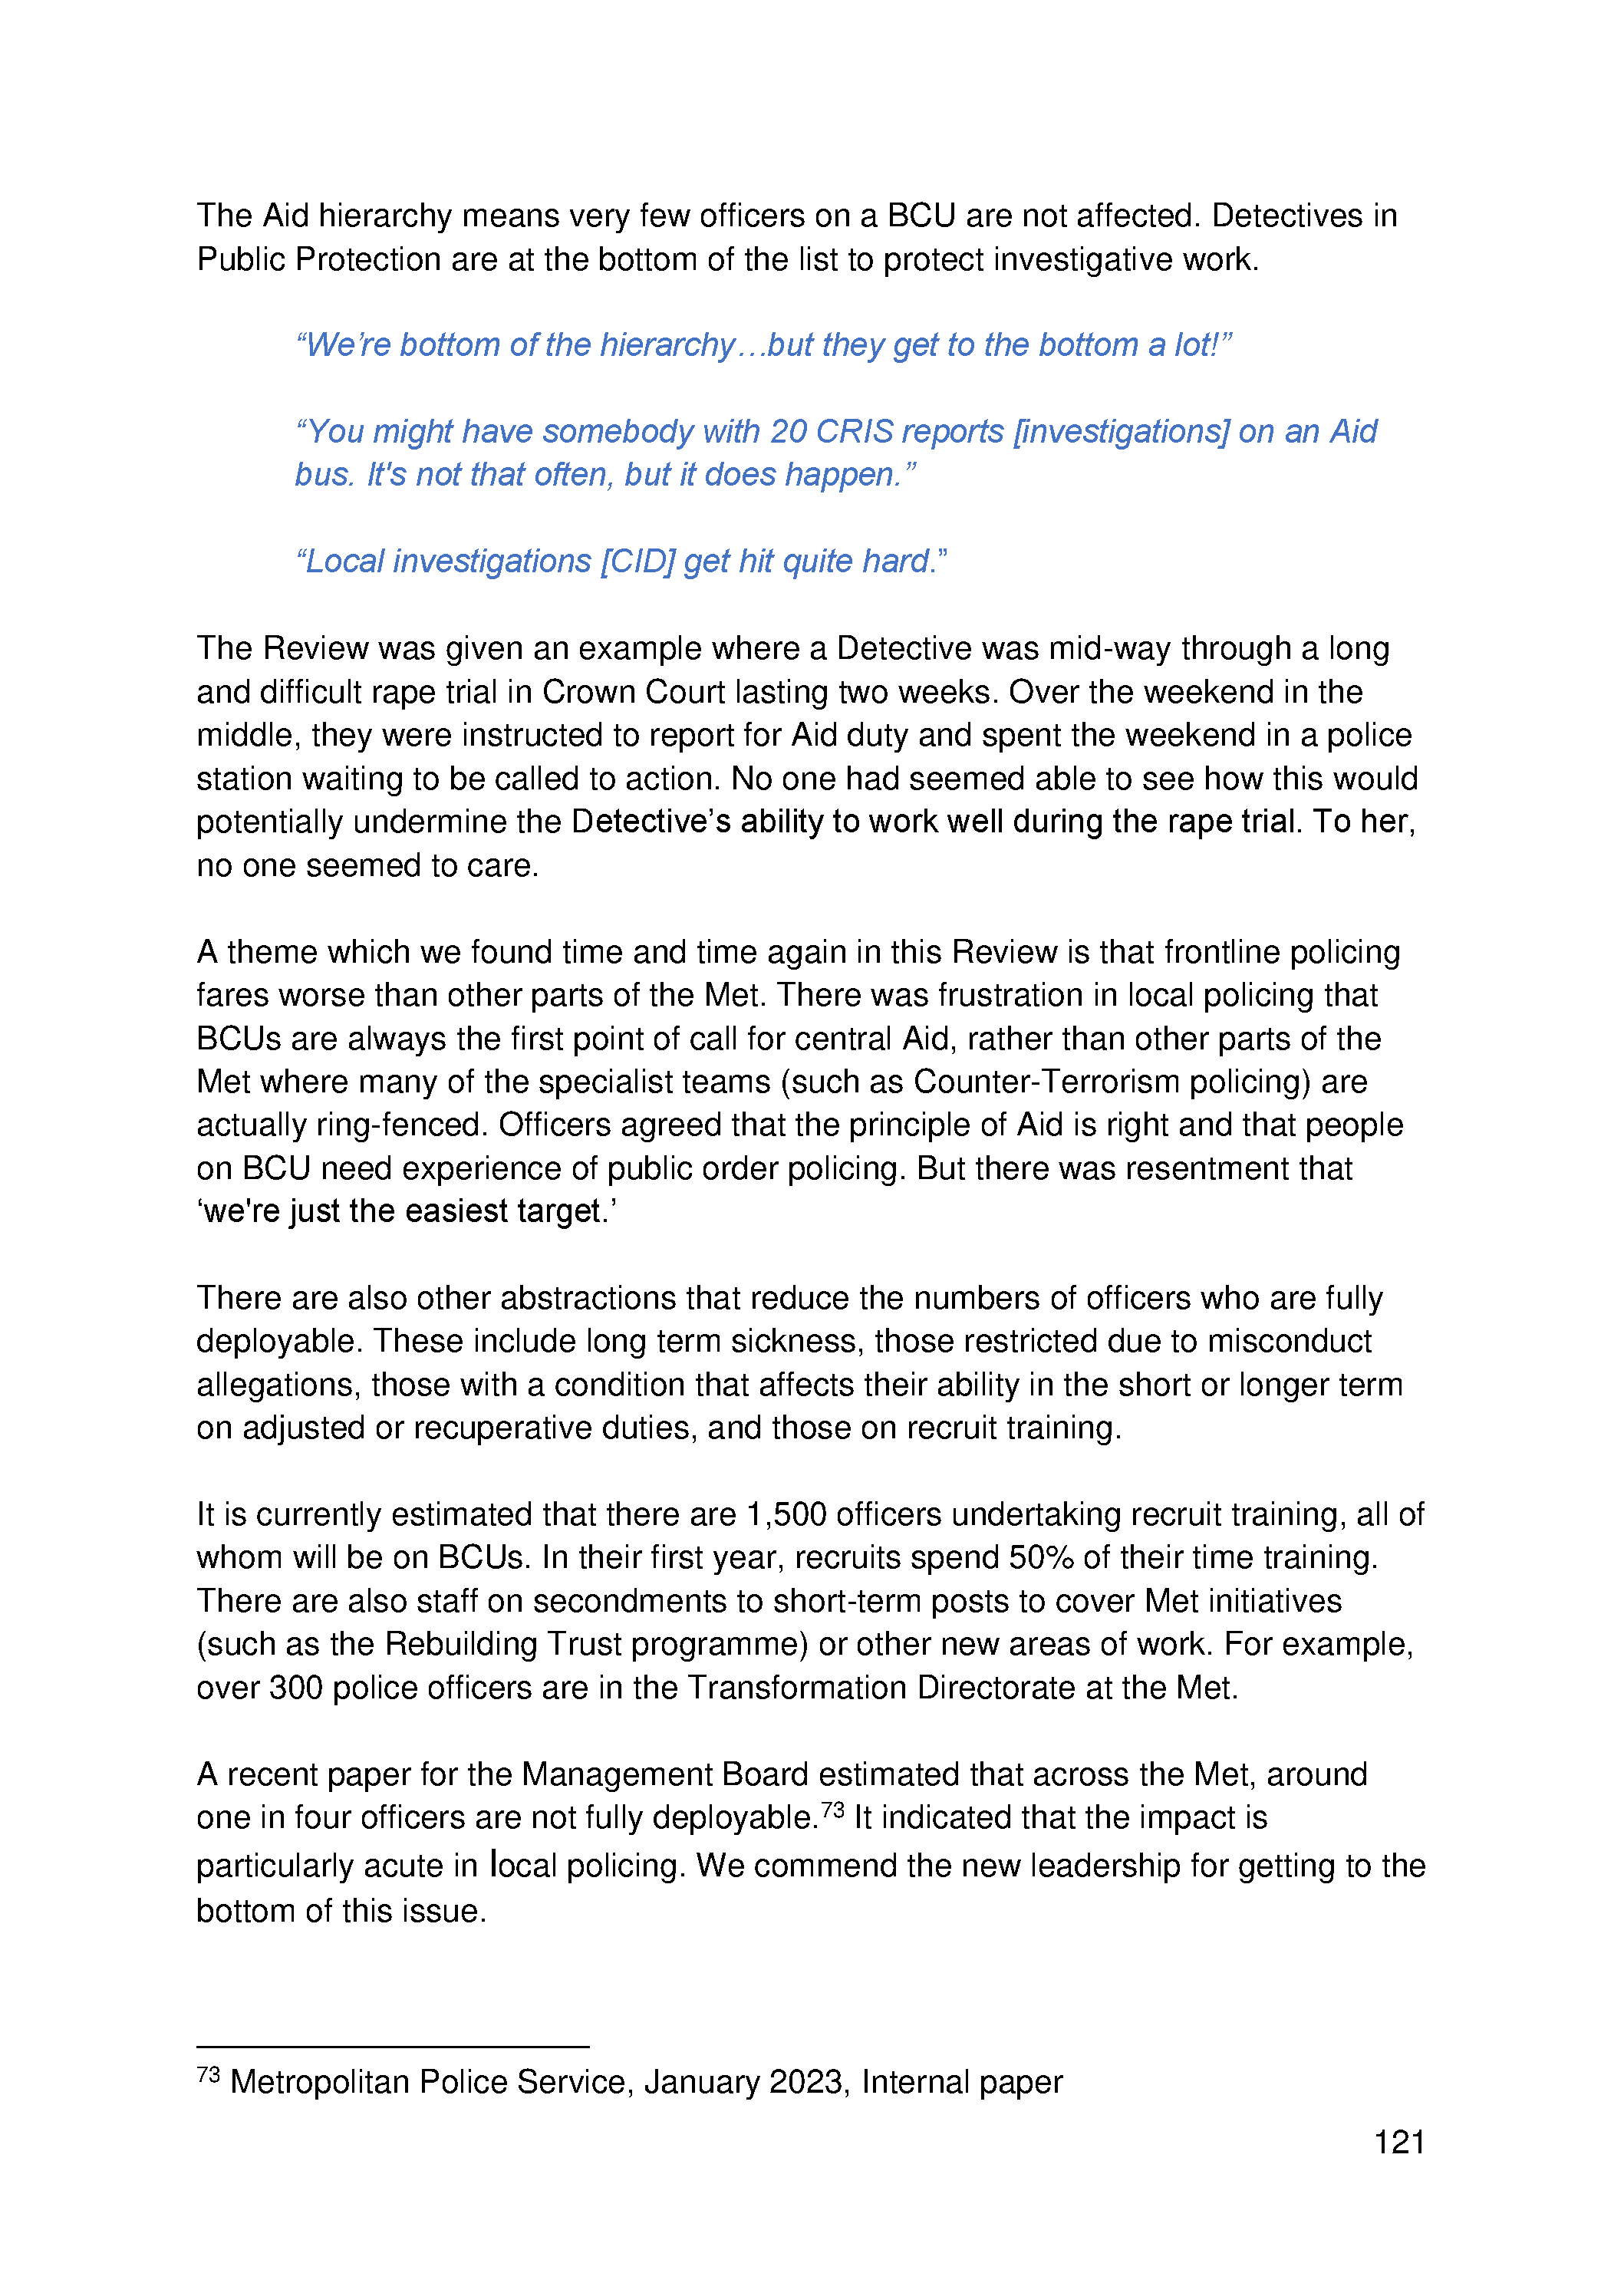 The Aid hierarchy means very few officers on a BCU are not affected. Detectives in
Public Protection are at the bottom of the list to protect investigative work.
“We’re bottom of the hierarchy…but they get to the bottom a lot!”
“You might have somebody with 20 CRIS reports [investigations] on an Aid
bus. It's not that often, but it does happen.”
“Local investigations [CID] get hit quite hard.”
The Review was given an example where a Detective was mid-way through a long
and difficult rape trial in Crown Court lasting two weeks. Over the weekend in the
middle, they were instructed to report for Aid duty and spent the weekend in a police
station waiting to be called to action. No one had seemed able to see how this would
potentially undermine the Detective’s ability to work well during the rape trial. To her,
no one seemed to care.
A theme which we found time and time again in this Review is that frontline policing
fares worse than other parts of the Met. There was frustration in local policing that
BCUs are always the first point of call for central Aid, rather than other parts of the
Met where many of the specialist teams (such as Counter-Terrorism policing) are
actually ring-fenced. Officers agreed that the principle of Aid is right and that people
on BCU need experience of public order policing. But there was resentment that
‘we're just the easiest target.’
There are also other abstractions that reduce the numbers of officers who are fully
deployable. These include long term sickness, those restricted due to misconduct
allegations, those with a condition that affects their ability in the short or longer term
on adjusted or recuperative duties, and those on recruit training.
It is currently estimated that there are 1,500 officers undertaking recruit training, all of
whom will be on BCUs. In their first year, recruits spend 50% of their time training.
There are also staff on secondments to short-term posts to cover Met initiatives
(such as the Rebuilding Trust programme) or other new areas of work. For example,
over 300 police officers are in the Transformation Directorate at the Met.
A recent paper for the Management Board estimated that across the Met, around
one in four officers are not fully deployable.73 It indicated that the impact is
particularly acute in local policing. We commend the new leadership for getting to the
bottom of this issue.
73 Metropolitan Police Service, January 2023, Internal paper
121